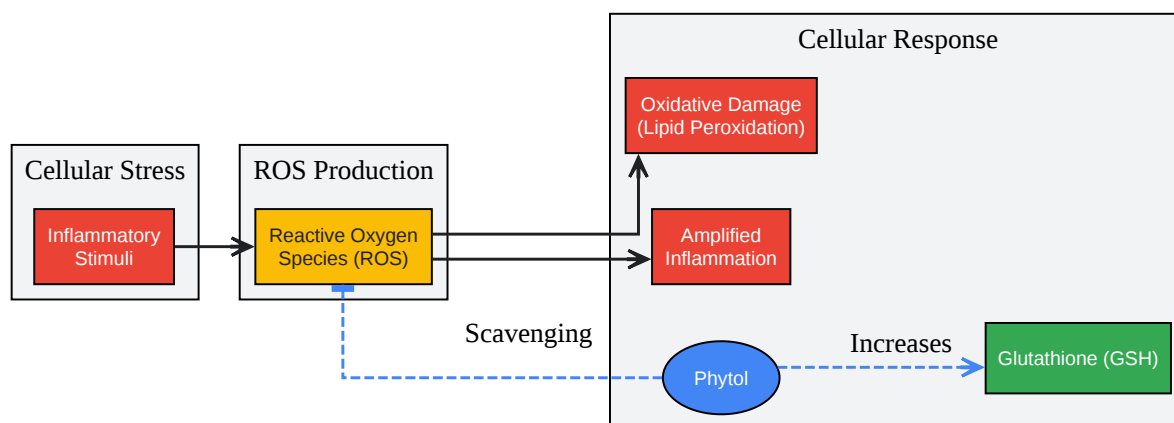 Cellular Response
Oxidative Damage
(Lipid Peroxidation)
Cellular Stress
ROS Production
Inflammatory
Stimuli
Reactive Oxygen
Species (ROS)
Amplified
Inflammation
Scavenging
Increases
Phytol
Glutathione (GSH)